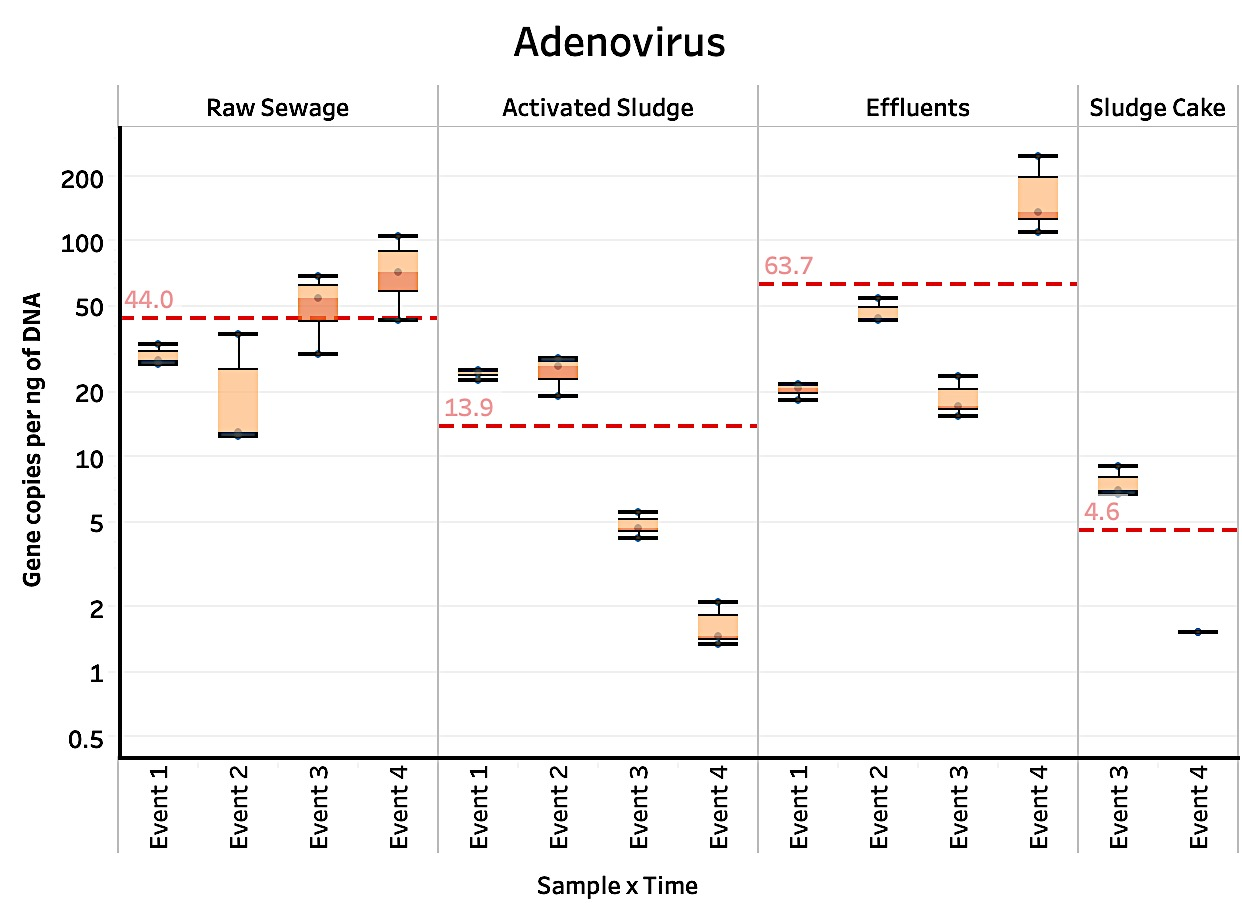 Adenovirus
Raw Sewage
Activated Sludge
Effluents
Sludge Cake
Gene copies per ng of DNA
200
100
50
20
10
5
2
1
0.5
44.0
13.9
63.7
4.6
Event 1
Event 2
Event 3
Event 4
Event 1
Event 2
Event 3
Event 4
Event 1
Event 2
Event 3
Event 4
Event 3
Event 4
Sample x Time